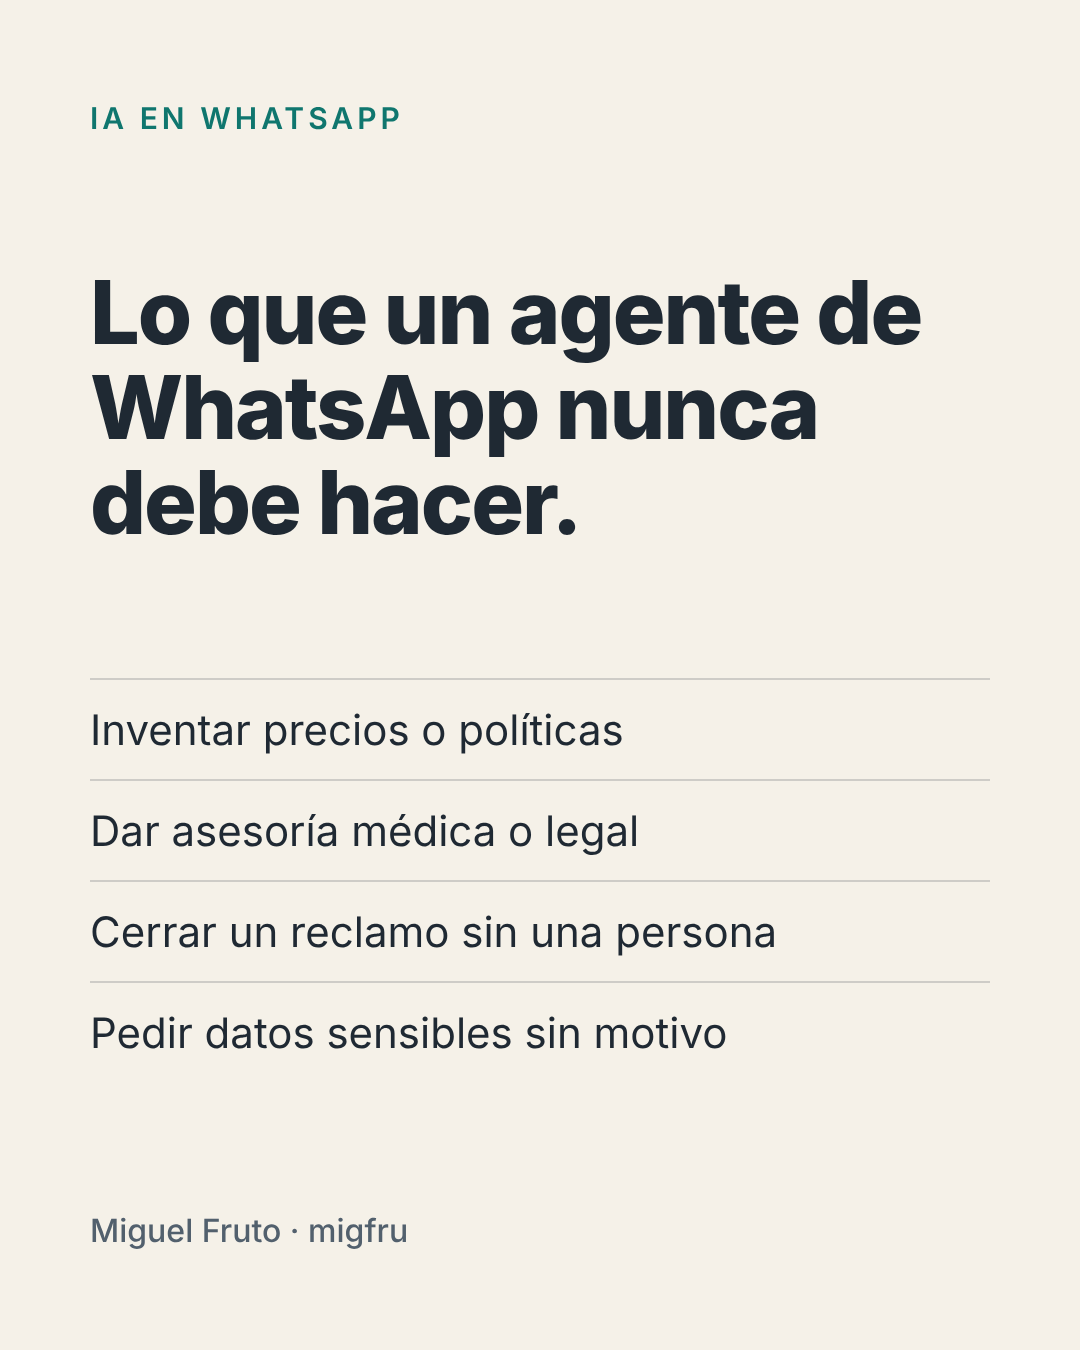 IA EN WHATSAPP
Lo que un agente de
WhatsApp nunca
debe hacer.
Inventar precios o políticas
Dar asesoría médica o legal
Cerrar un reclamo sin una persona
Pedir datos sensibles sin motivo
Miguel Fruto · migfru